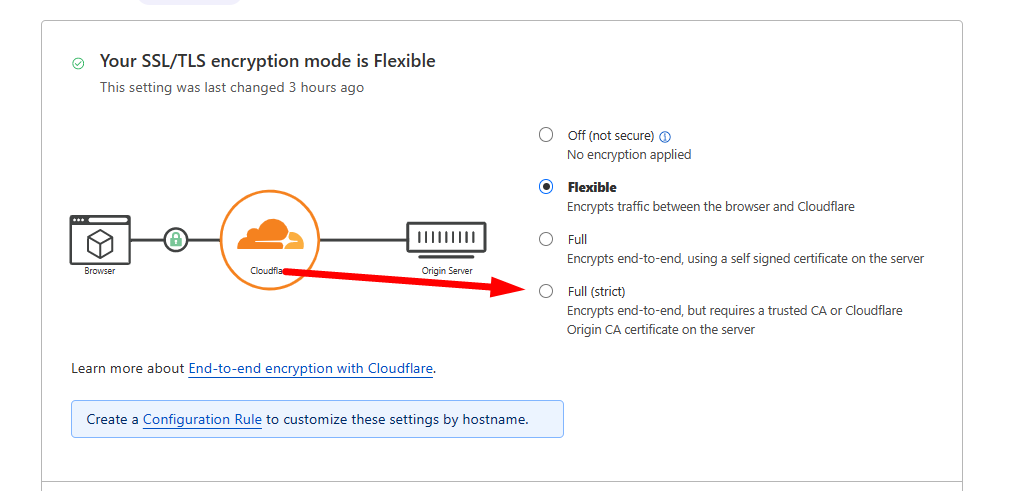 Your SSL/TLS encryption mode is Flexible
This setting was last changed 3 hours ago
Off (not secure)
No encryption applied
Flexible
Encrypts traffic between the browser and Cloudflare
Full
Encrypts end-to-end, using a self signed certificate on the server
Full (strict)
Encrypts end-to-end, but requires a trusted CA or Cloudflare
Origin CA certificate on the server
Browser
Cloudfla
Origin Server
Learn more about End-to-end encryption with Cloudflare.
Create a Configuration Rule to customize these settings by hostname.